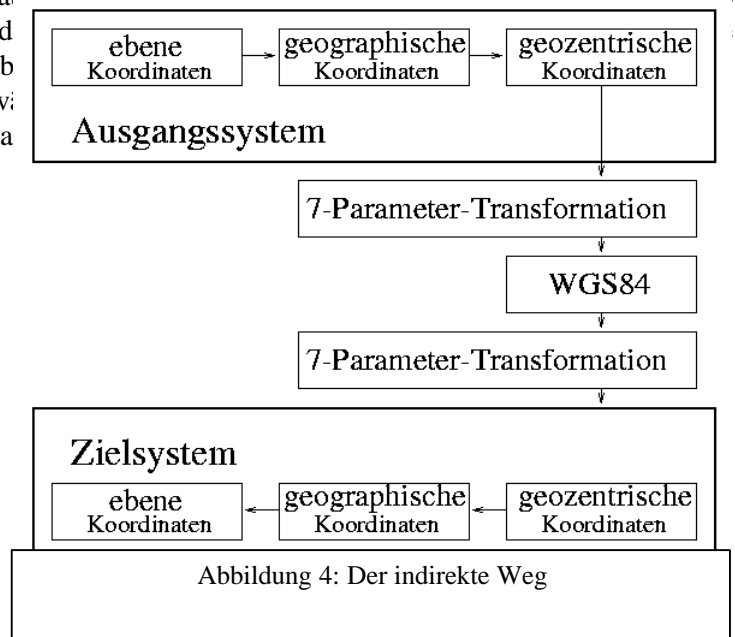 ebene
Koordinaten
geographische
Koordinaten
geozentrische
Koordinaten
Ausgangssystem
7-Parameter-Transformation
WGS84
7-Parameter-Transformation
Zielsystem
ebene
Koordinaten
geographische
Koordinaten
geozentrische
Koordinaten
Abbildung 4: Der indirekte Weg